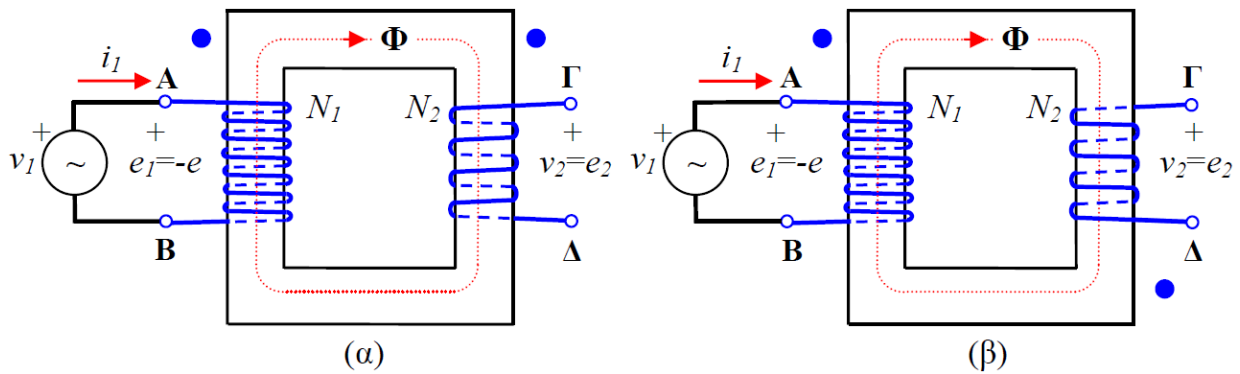 Φ
i₁ A Γ
N₁ N₂
+ + +
v₁ ~ e₁=-e v₂=e₂
B Δ
(α)
Φ
i₁ A Γ
N₁ N₂
+ + +
v₁ ~ e₁=-e v₂=e₂
B Δ
(β)